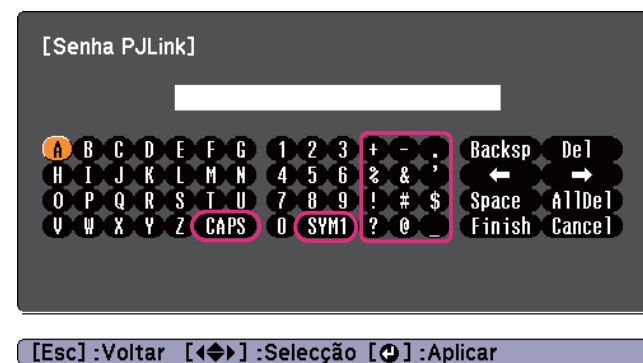 [Senha PJLink]
A B C D E F G 1 2 3 + - . Backsp Del
H I J K L M N 4 5 6 % & ' ← →
O P Q R S T U 7 8 9 ! # $ Space AllDel
V W X Y Z CAPS 0 SYM1 ? @ _ Finish Cancel
[Esc] :Voltar [◆] :Selecção [↵] :Aplicar